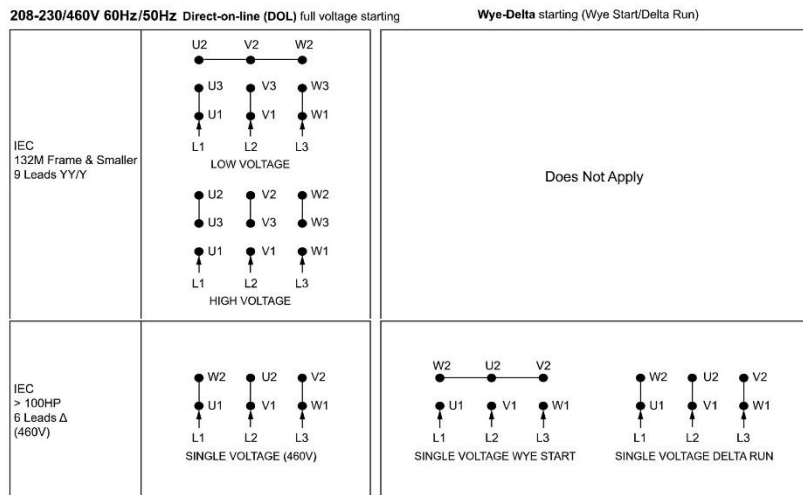 208-230/460V 60Hz/50Hz Direct-on-line (DOL) full voltage starting
Wye-Delta starting (Wye Start/Delta Run)
IEC
132M Frame & Smaller
9 Leads YY/Y
U2 V2 W2
U3 V3 W3
U1 V1 W1
L1 L2 L3
LOW VOLTAGE
U2 V2 W2
U3 V3 W3
U1 V1 W1
L1 L2 L3
HIGH VOLTAGE
Does Not Apply
IEC
> 100HP
6 Leads Δ
(460V)
W2 U2 V2
U1 V1 W1
L1 L2 L3
SINGLE VOLTAGE (460V)
W2 U2 V2
U1 V1 W1
L1 L2 L3
SINGLE VOLTAGE WYE START
W2 U2 V2
U1 V1 W1
L1 L2 L3
SINGLE VOLTAGE DELTA RUN